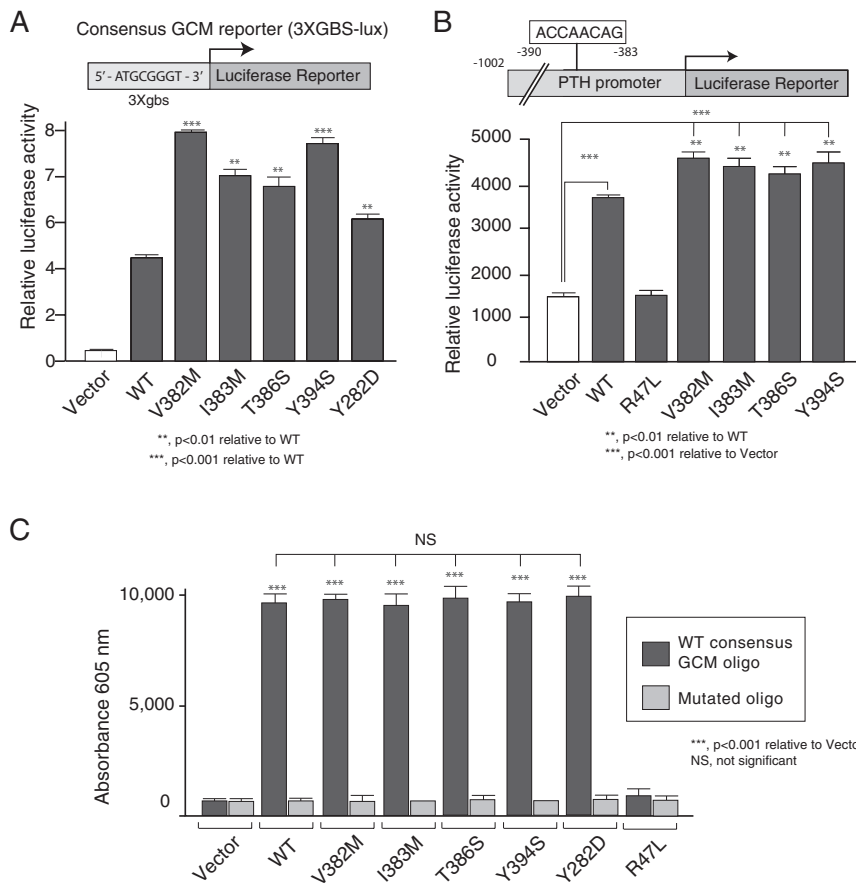 A
Consensus GCM reporter (3XGBS-lux)
5' - ATGCGGGT - 3'
Luciferase Reporter
3Xgbs
Relative luciferase activity
8
7
6
4
2
0
***
**
**
***
**
Vector
WT
V382M
I383M
T386S
Y394S
Y282D
**, p<0.01 relative to WT
***, p<0.001 relative to WT
B
ACCAACAG
-390
-383
-1002
PTH promoter
Luciferase Reporter
Relative luciferase activity
5000
4000
3000
2000
1000
0
***
***
**
**
**
**
Vector
WT
R47L
V382M
I383M
T386S
Y394S
**, p<0.01 relative to WT
***, p<0.001 relative to Vector
C
NS
Absorbance 605 nm
10,000
5,000
0
***
***
***
***
***
***
Vector
WT
V382M
I383M
T386S
Y394S
Y282D
R47L
WT consensus
GCM oligo
Mutated oligo
***, p<0.001 relative to Vecto
NS, not significant